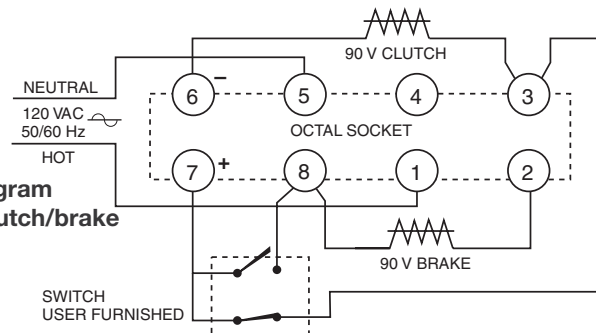 90 V CLUTCH
NEUTRAL
6 − 5 4 3
120 VAC
50/60 Hz
OCTAL SOCKET
HOT
7 + 8 1 2
gram
utch/brake
90 V BRAKE
SWITCH
USER FURNISHED